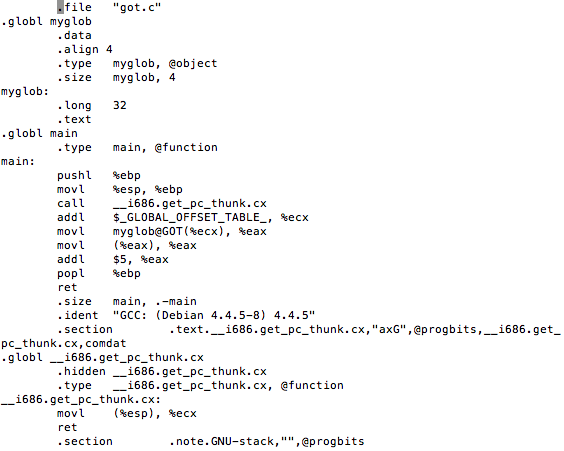 .file "got.c"
.globl myglob
.data
.align 4
.type myglob, @object
.size myglob, 4
myglob:
.long 32
.text
.globl main
.type main, @function
main:
pushl %ebp
movl %esp, %ebp
call __i686.get_pc_thunk.cx
addl $_GLOBAL_OFFSET_TABLE_, %ecx
movl myglob@GOT(%ecx), %eax
movl (%eax), %eax
addl $5, %eax
popl %ebp
ret
.size main, .-main
.ident "GCC: (Debian 4.4.5-8) 4.4.5"
.section .text.__i686.get_pc_thunk.cx,"axG",@progbits,__i686.get_
pc_thunk.cx,comdat
.globl __i686.get_pc_thunk.cx
.hidden __i686.get_pc_thunk.cx
.type __i686.get_pc_thunk.cx, @function
__i686.get_pc_thunk.cx:
movl (%esp), %ecx
ret
.section .note.GNU-stack,"",@progbits